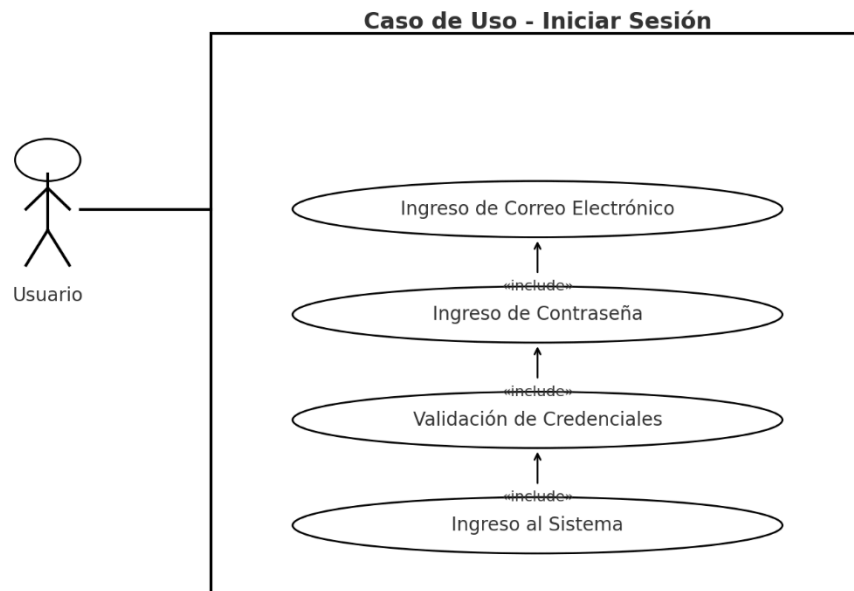 Caso de Uso - Iniciar Sesión
Ingreso de Correo Electrónico
Usuario
«include»
Ingreso de Contraseña
«include»
Validación de Credenciales
«include»
Ingreso al Sistema